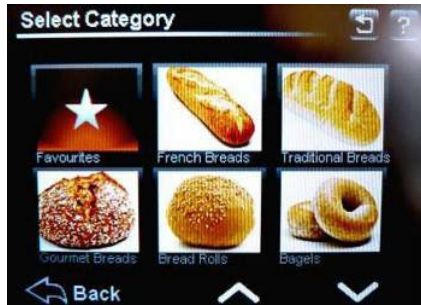 Select Category
?
Favourites
French Breads
Traditional Breads
Gourmet Breads
Bread Rolls
Bagels
Back